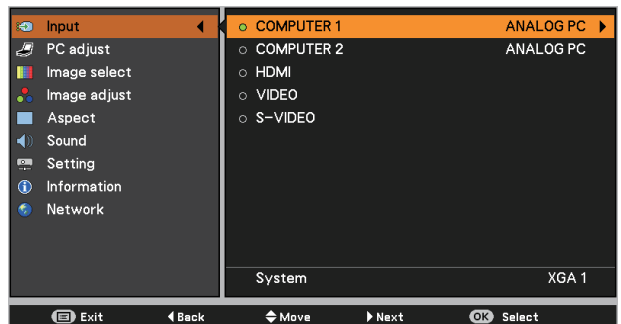 Input
PC adjust
Image select
Image adjust
Aspect
Sound
Setting
Information
Network
COMPUTER 1 ANALOG PC
COMPUTER 2 ANALOG PC
HDMI
VIDEO
S-VIDEO
System XGA 1
Exit Back Move Next OK Select